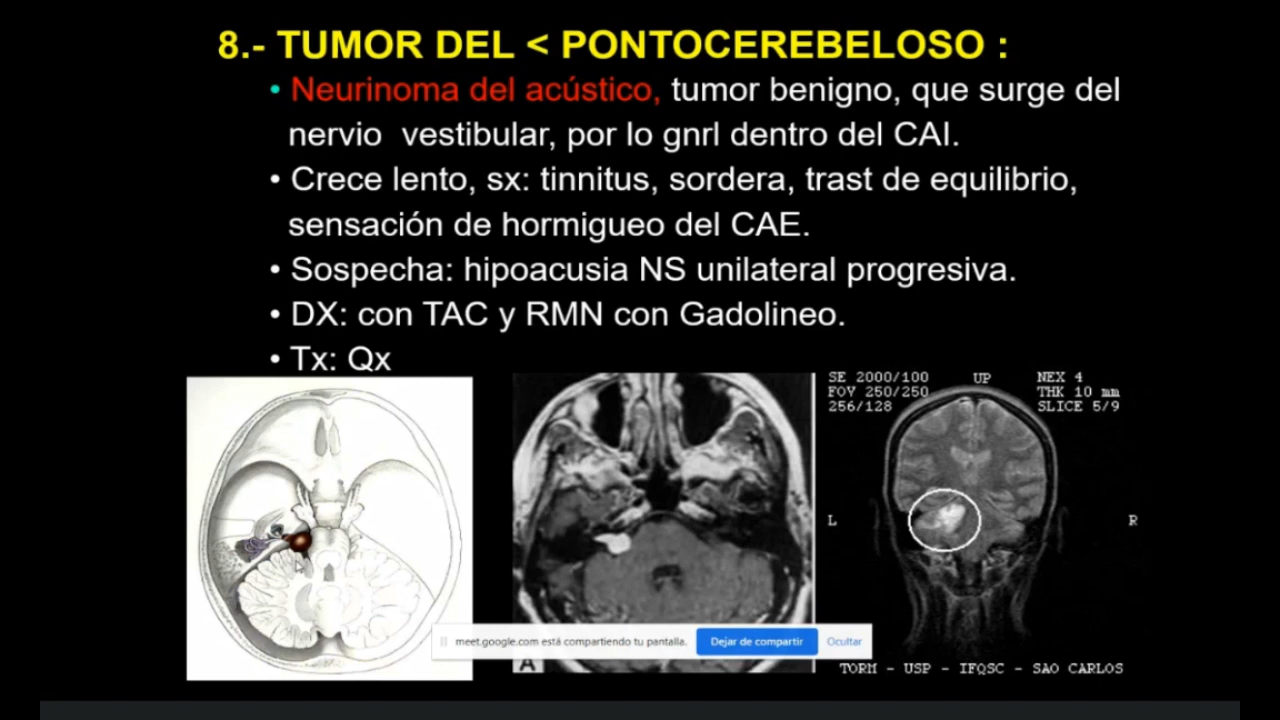 8.- TUMOR DEL < PONTOCEREBELOSO :
• Neurinoma del acústico, tumor benigno, que surge del
nervio vestibular, por lo gnrl dentro del CAI.
• Crece lento, sx: tinnitus, sordera, trast de equilibrio,
sensación de hormigueo del CAE.
• Sospecha: hipoacusia NS unilateral progresiva.
• DX: con TAC y RMN con Gadolineo.
• Tx: Qx
SE 2000/100 UP NEX 4
FOV 250/250 THK 10 mm
256/128 SLICE 5/9
L R
meet.google.com está compartiendo tu pantalla. Dejar de compartir Ocultar
A
TORM - USP - IFQSC - SAO CARLOS